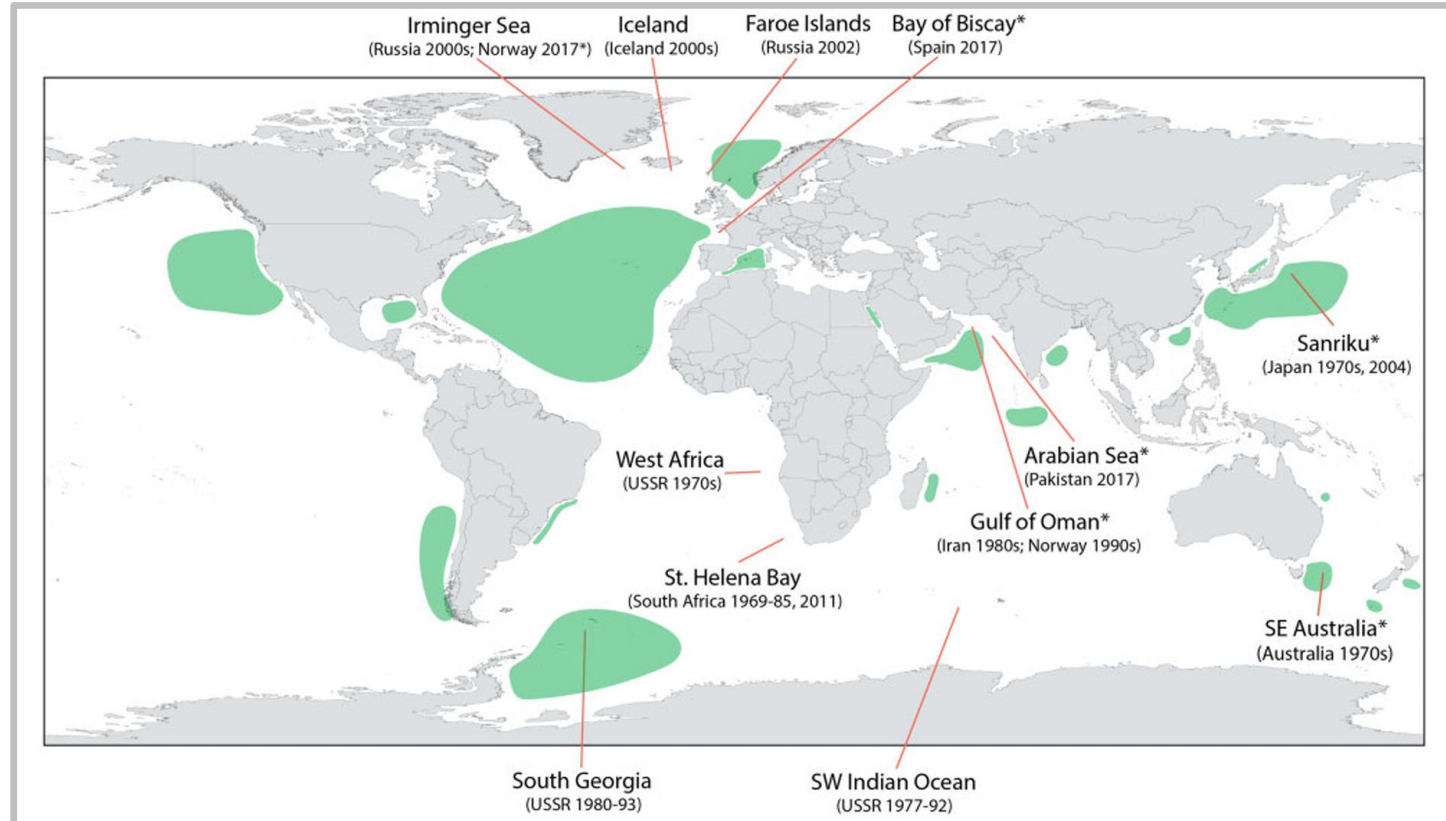 Irminger Sea
(Russia 2000s; Norway 2017*)
Iceland
(Iceland 2000s)
Faroe Islands
(Russia 2002)
Bay of Biscay*
(Spain 2017)
Sanriku*
(Japan 1970s, 2004)
West Africa
(USSR 1970s)
Arabian Sea*
(Pakistan 2017)
Gulf of Oman*
(Iran 1980s; Norway 1990s)
St. Helena Bay
(South Africa 1969-85, 2011)
SE Australia*
(Australia 1970s)
South Georgia
(USSR 1980-93)
SW Indian Ocean
(USSR 1977-92)